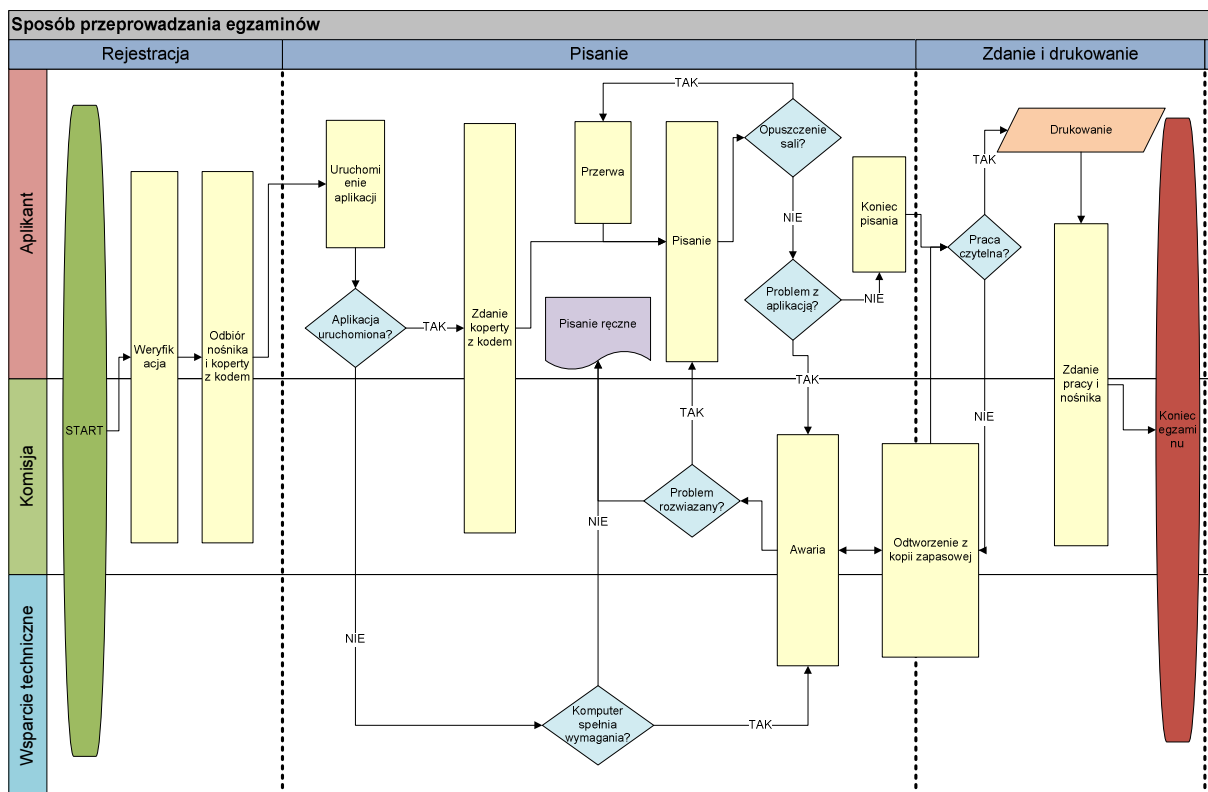 Sposób przeprowadzania egzaminów
Rejestracja
Pisanie
Zdanie i drukowanie
Aplikant
Komisja
Wsparcie techniczne
START
Weryfik
acja
Odbiór
nośnika
i koperty
z kodem
Uruchomi
enie
aplikacji
Aplikacja
uruchomiona?
TAK
NIE
Zdanie
koperty
z kodem
Przerwa
Pisanie ręczne
Pisanie
TAK
Opuszczenie
sali?
NIE
Problem z
aplikacją?
NIE
TAK
Koniec
pisania
Problem
rozwiazany?
TAK
NIE
Awaria
Komputer
spełnia
wymagania?
TAK
Odtworzenie z
kopii zapasowej
Praca
czytelna?
TAK
NIE
Drukowanie
Zdanie
pracy i
nośnika
Koniec
egzami
nu